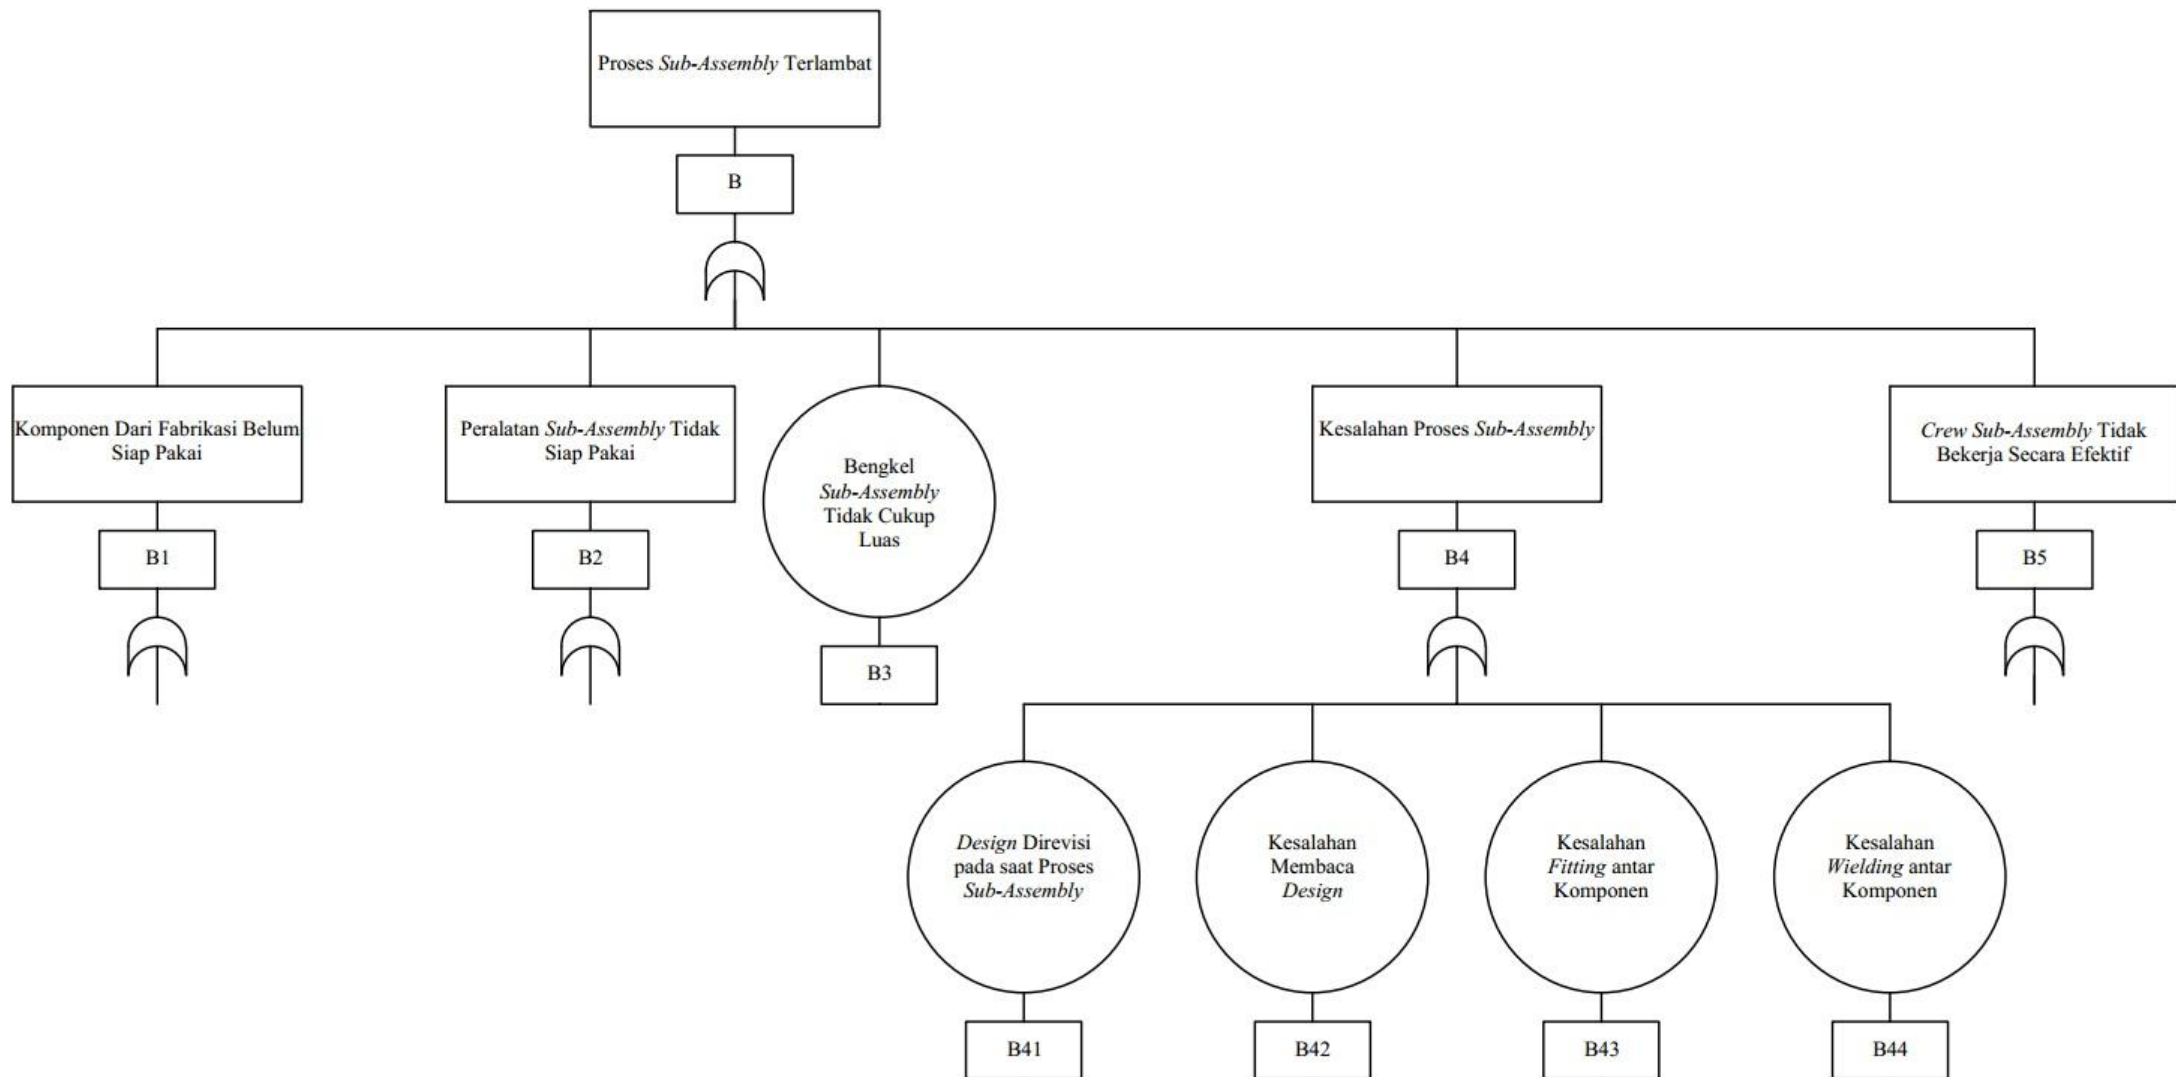 Proses Sub-Assembly Terlambat
B
Komponen Dari Fabrikasi Belum
Siap Pakai
B1
Peralatan Sub-Assembly Tidak
Siap Pakai
B2
Bengkel
Sub-Assembly
Tidak Cukup
Luas
B3
Kesalahan Proses Sub-Assembly
B4
Crew Sub-Assembly Tidak
Bekerja Secara Efektif
B5
Design Direvisi
pada saat Proses
Sub-Assembly
B41
Kesalahan
Membaca
Design
B42
Kesalahan
Fitting antar
Komponen
B43
Kesalahan
Wielding antar
Komponen
B44